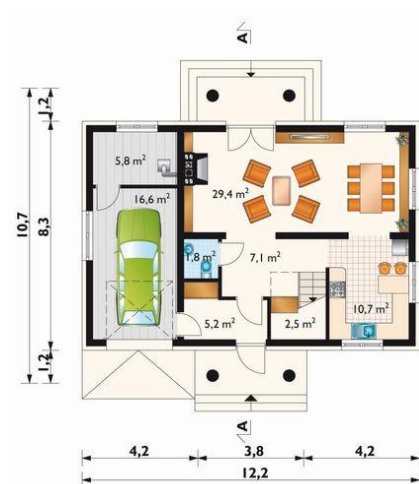 A
1,2
5,8 m²
16,6 m²
29,4 m²
10,7
8,3
1,8 m²
7,1 m²
10,7 m²
5,2 m²
2,5 m²
1,2
A
4,2
3,8
4,2
12,2